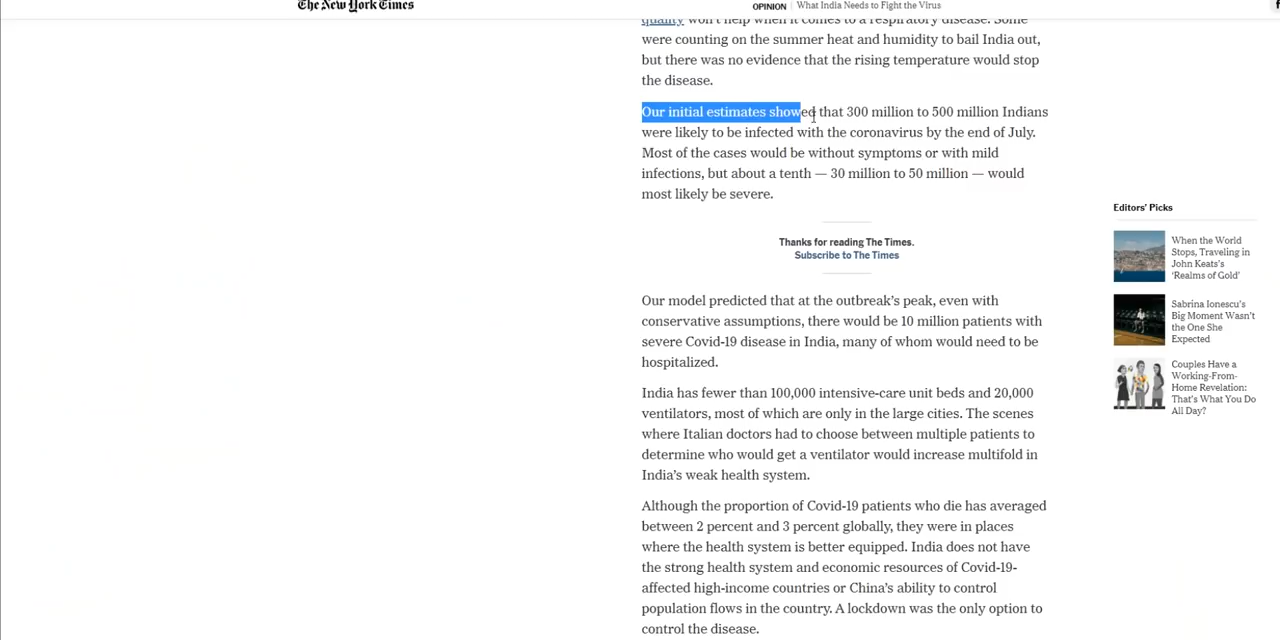 The New York Times
OPINION | What India Needs to Fight the Virus
quality won't help when it comes to a respiratory disease. Some
were counting on the summer heat and humidity to bail India out,
but there was no evidence that the rising temperature would stop
the disease.
Our initial estimates showed that 300 million to 500 million Indians
were likely to be infected with the coronavirus by the end of July.
Most of the cases would be without symptoms or with mild
infections, but about a tenth — 30 million to 50 million — would
most likely be severe.
Thanks for reading The Times.
Subscribe to The Times
Our model predicted that at the outbreak's peak, even with
conservative assumptions, there would be 10 million patients with
severe Covid-19 disease in India, many of whom would need to be
hospitalized.
India has fewer than 100,000 intensive-care unit beds and 20,000
ventilators, most of which are only in the large cities. The scenes
where Italian doctors had to choose between multiple patients to
determine who would get a ventilator would increase multifold in
India's weak health system.
Although the proportion of Covid-19 patients who die has averaged
between 2 percent and 3 percent globally, they were in places
where the health system is better equipped. India does not have
the strong health system and economic resources of Covid-19-
affected high-income countries or China's ability to control
population flows in the country. A lockdown was the only option to
control the disease.
Editors' Picks
When the World
Stops, Traveling in
John Keats's
'Realms of Gold'
Sabrina Ionescu's
Big Moment Wasn't
the One She
Expected
Couples Have a
Working-From-
Home Revelation:
That's What You Do
All Day?